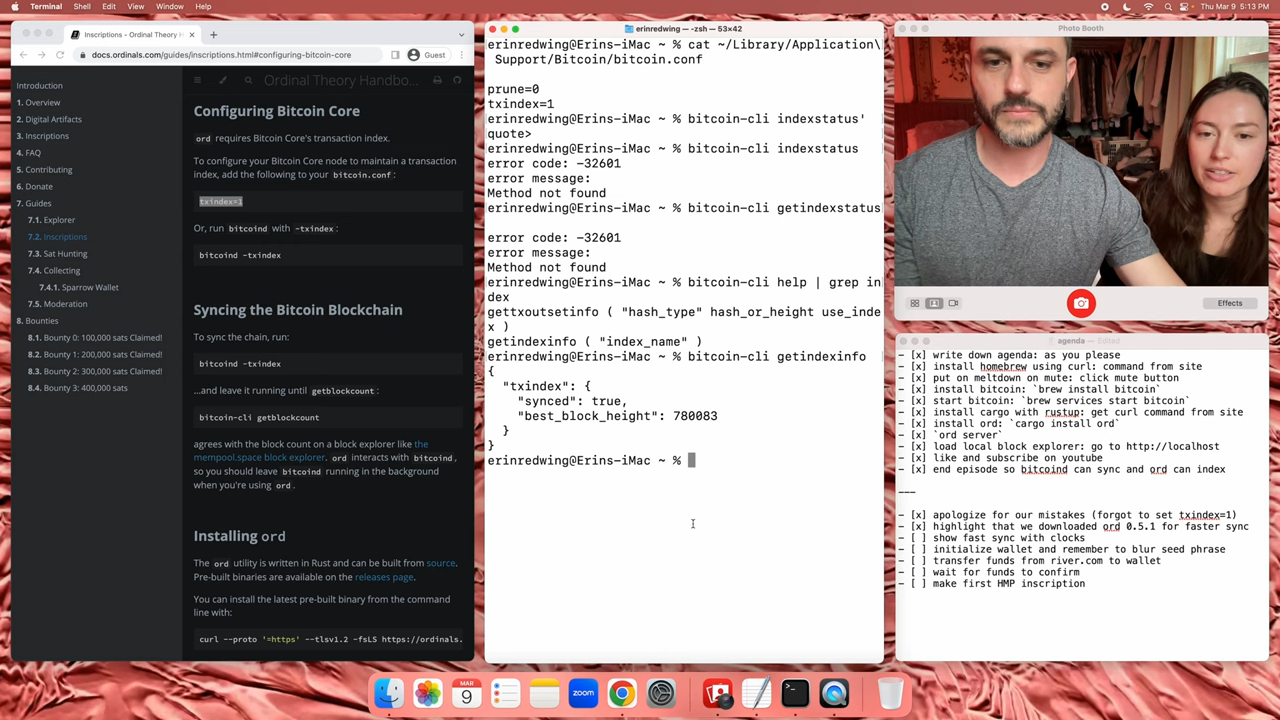 Terminal Shell Edit View Window Help
Thu Mar 9 5:13 PM
Inscriptions - Ordinal Theory H
docs.ordinals.com/guides/inscriptions.html#configuring-bitcoin-core
Guest
Introduction
1. Overview
2. Digital Artifacts
3. Inscriptions
4. FAQ
5. Contributing
6. Donate
7. Guides
7.1. Explorer
7.2. Inscriptions
7.3. Sat Hunting
7.4. Collecting
7.4.1. Sparrow Wallet
7.5. Moderation
8. Bounties
8.1. Bounty 0: 100,000 sats Claimed!
8.2. Bounty 1: 200,000 sats Claimed!
8.3. Bounty 2: 300,000 sats Claimed!
8.4. Bounty 3: 400,000 sats
Ordinal Theory Handbo...
Configuring Bitcoin Core
ord requires Bitcoin Core's transaction index.
To configure your Bitcoin Core node to maintain a transaction
index, add the following to your bitcoin.conf:
txindex=1
Or, run bitcoind with -txindex:
bitcoind -txindex
Syncing the Bitcoin Blockchain
To sync the chain, run:
bitcoind -txindex
...and leave it running until getblockcount:
bitcoin-cli getblockcount
agrees with the block count on a block explorer like the
mempool.space block explorer. ord interacts with bitcoind,
so you should leave bitcoind running in the background
when you're using ord.
Installing ord
The ord utility is written in Rust and can be built from source.
Pre-built binaries are available on the releases page.
You can install the latest pre-built binary from the command
line with:
curl --proto '=https' --tlsv1.2 -fsLS https://ordinals.
erinredwing — -zsh — 53×42
erinredwing@Erins-iMac ~ % cat ~/Library/Application\
Support/Bitcoin/bitcoin.conf
prune=0
txindex=1
erinredwing@Erins-iMac ~ % bitcoin-cli indexstatus'
quote>
erinredwing@Erins-iMac ~ % bitcoin-cli indexstatus
error code: -32601
error message:
Method not found
erinredwing@Erins-iMac ~ % bitcoin-cli getindexstatus
error code: -32601
error message:
Method not found
erinredwing@Erins-iMac ~ % bitcoin-cli help | grep in
dex
gettxoutsetinfo ( "hash_type" hash_or_height use_inde
x )
getindexinfo ( "index_name" )
erinredwing@Erins-iMac ~ % bitcoin-cli getindexinfo
{
"txindex": {
"synced": true,
"best_block_height": 780083
}
}
erinredwing@Erins-iMac ~ %
Photo Booth
Effects
agenda — Edited
- [x] write down agenda: as you please
- [x] install homebrew using curl: command from site
- [x] put on meltdown on mute: click mute button
- [x] install bitcoin: `brew install bitcoin`
- [x] start bitcoin: `brew services start bitcoin`
- [x] install cargo with rustup: get curl command from site
- [x] install ord: `cargo install ord`
- [x] `ord server`
- [x] load local block explorer: go to http://localhost
- [x] like and subscribe on youtube
- [x] end episode so bitcoind can sync and ord can index
---
- [x] apologize for our mistakes (forgot to set txindex=1)
- [x] highlight that we downloaded ord 0.5.1 for faster sync
- [ ] show fast sync with clocks
- [ ] initialize wallet and remember to blur seed phrase
- [ ] transfer funds from river.com to wallet
- [ ] wait for funds to confirm
- [ ] make first HMP inscription
MAR
9
zoom